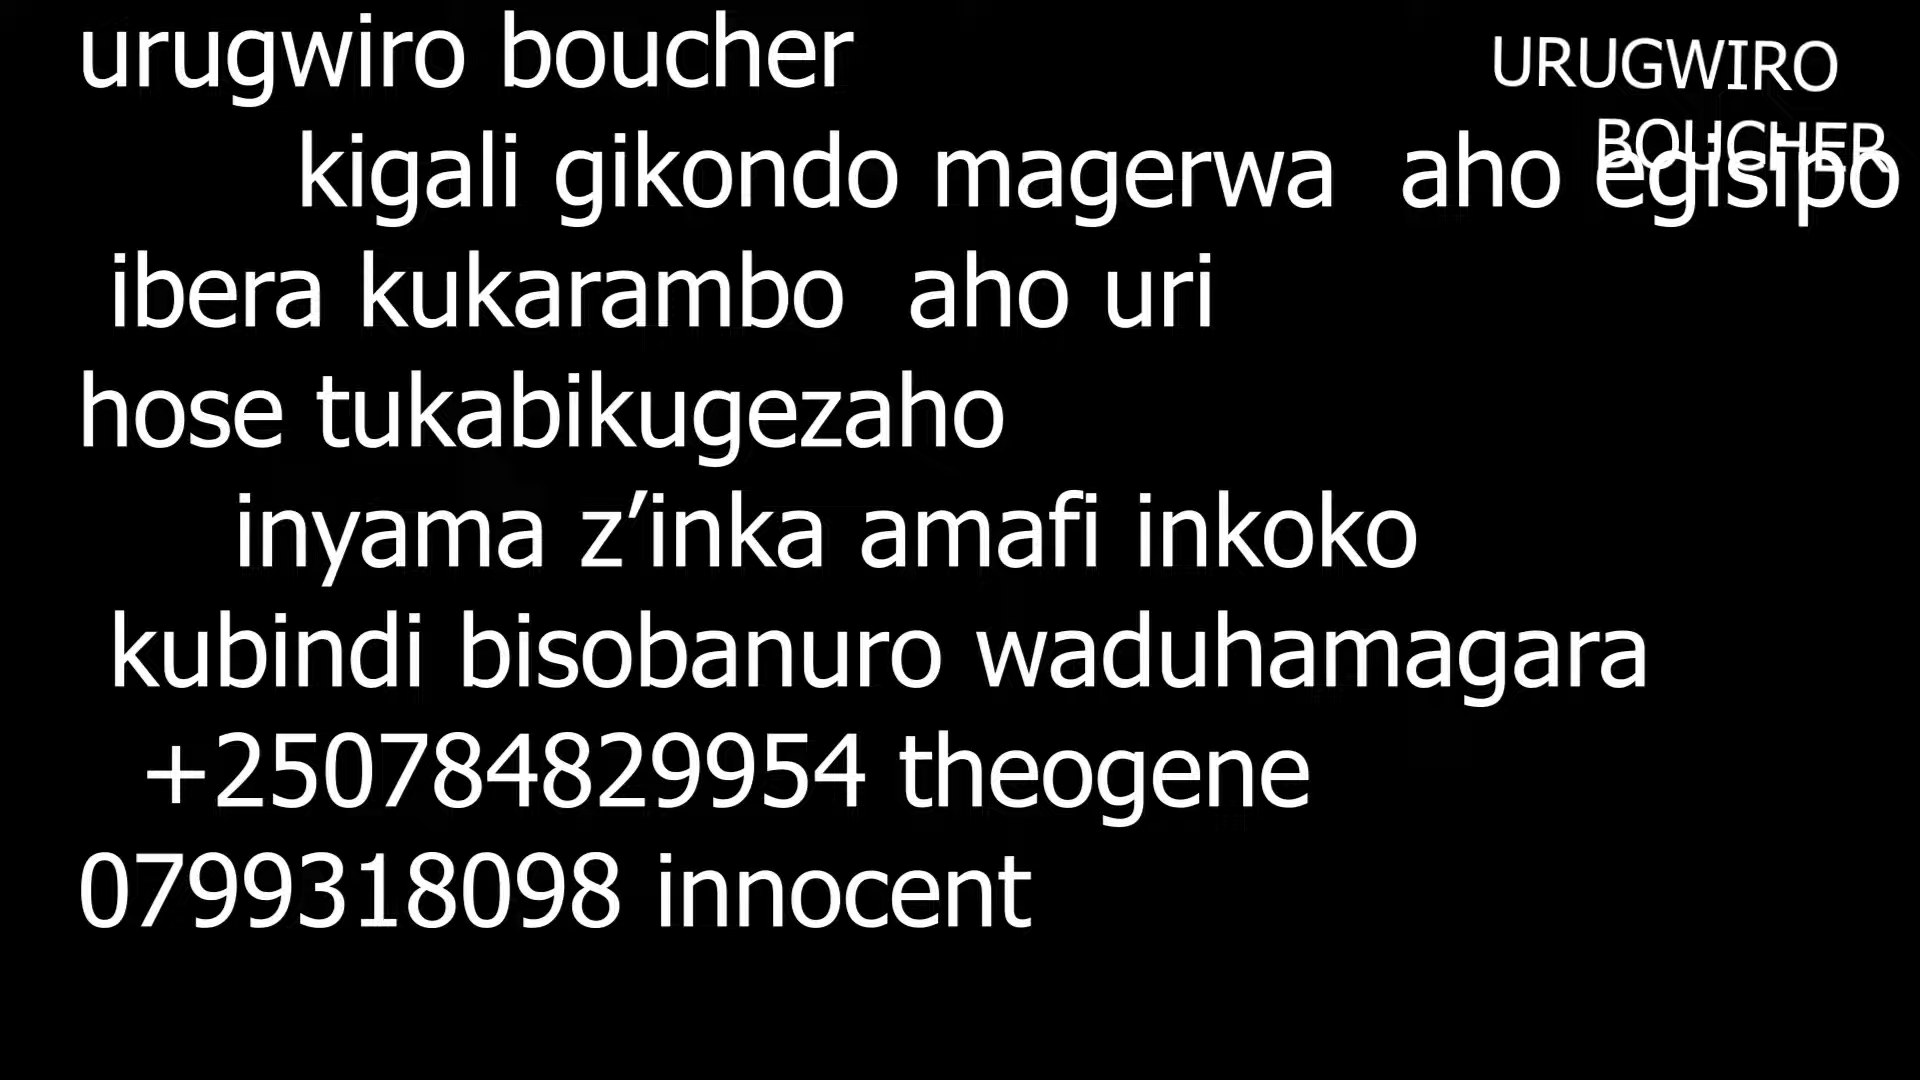 urugwiro boucher
URUGWIRO
BOUCHER
kigali gikondo magerwa aho egisipo
ibera kukarambo aho uri
hose tukabikugezaho
inyama z’inka amafi inkoko
kubindi bisobanuro waduhamagara
+250784829954 theogene
0799318098 innocent